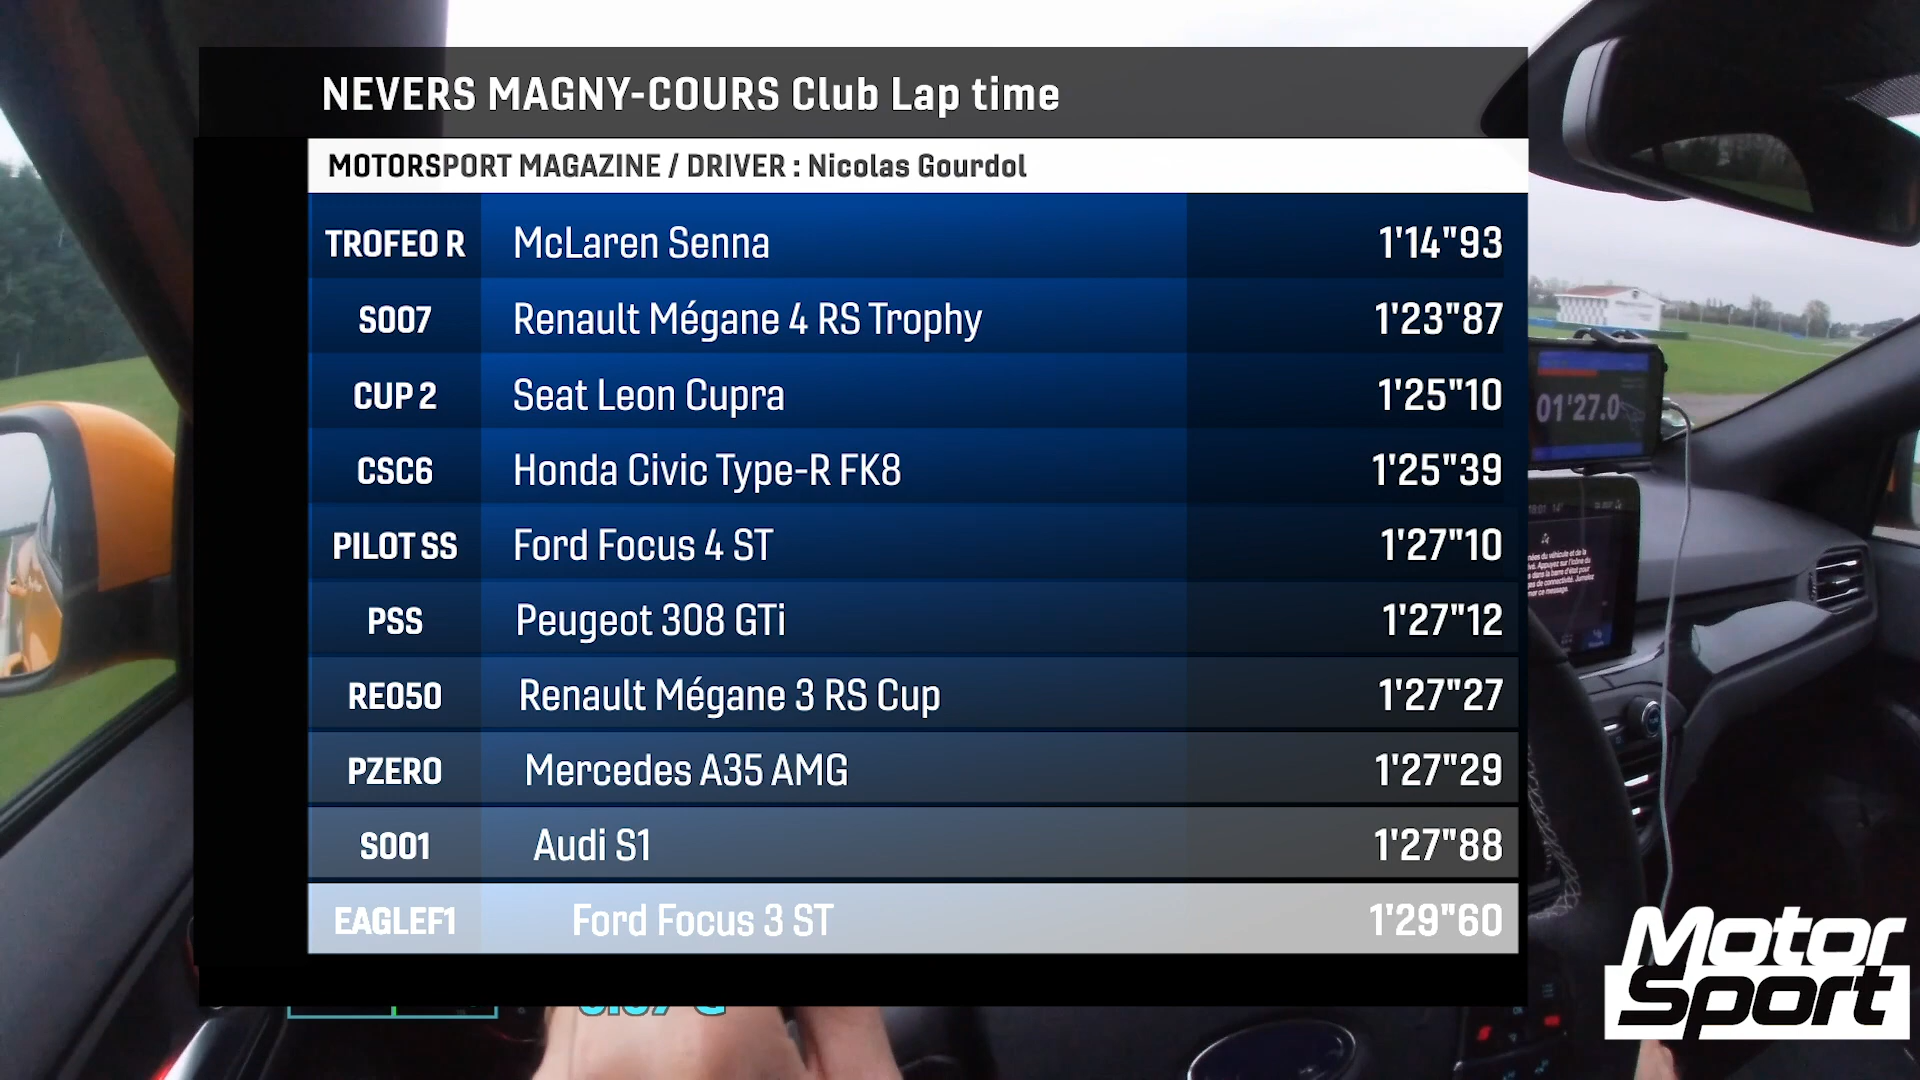 NEVERS MAGNY-COURS Club Lap time
MOTORSPORT MAGAZINE / DRIVER : Nicolas Gourdol
TROFEO R McLaren Senna 1'14"93
S007 Renault Mégane 4 RS Trophy 1'23"87
CUP 2 Seat Leon Cupra 1'25"10
CSC6 Honda Civic Type-R FK8 1'25"39
PILOT SS Ford Focus 4 ST 1'27"10
PSS Peugeot 308 GTi 1'27"12
RE050 Renault Mégane 3 RS Cup 1'27"27
PZERO Mercedes A35 AMG 1'27"29
S001 Audi S1 1'27"88
EAGLEF1 Ford Focus 3 ST 1'29"60
01'27.0
Motor
Sport